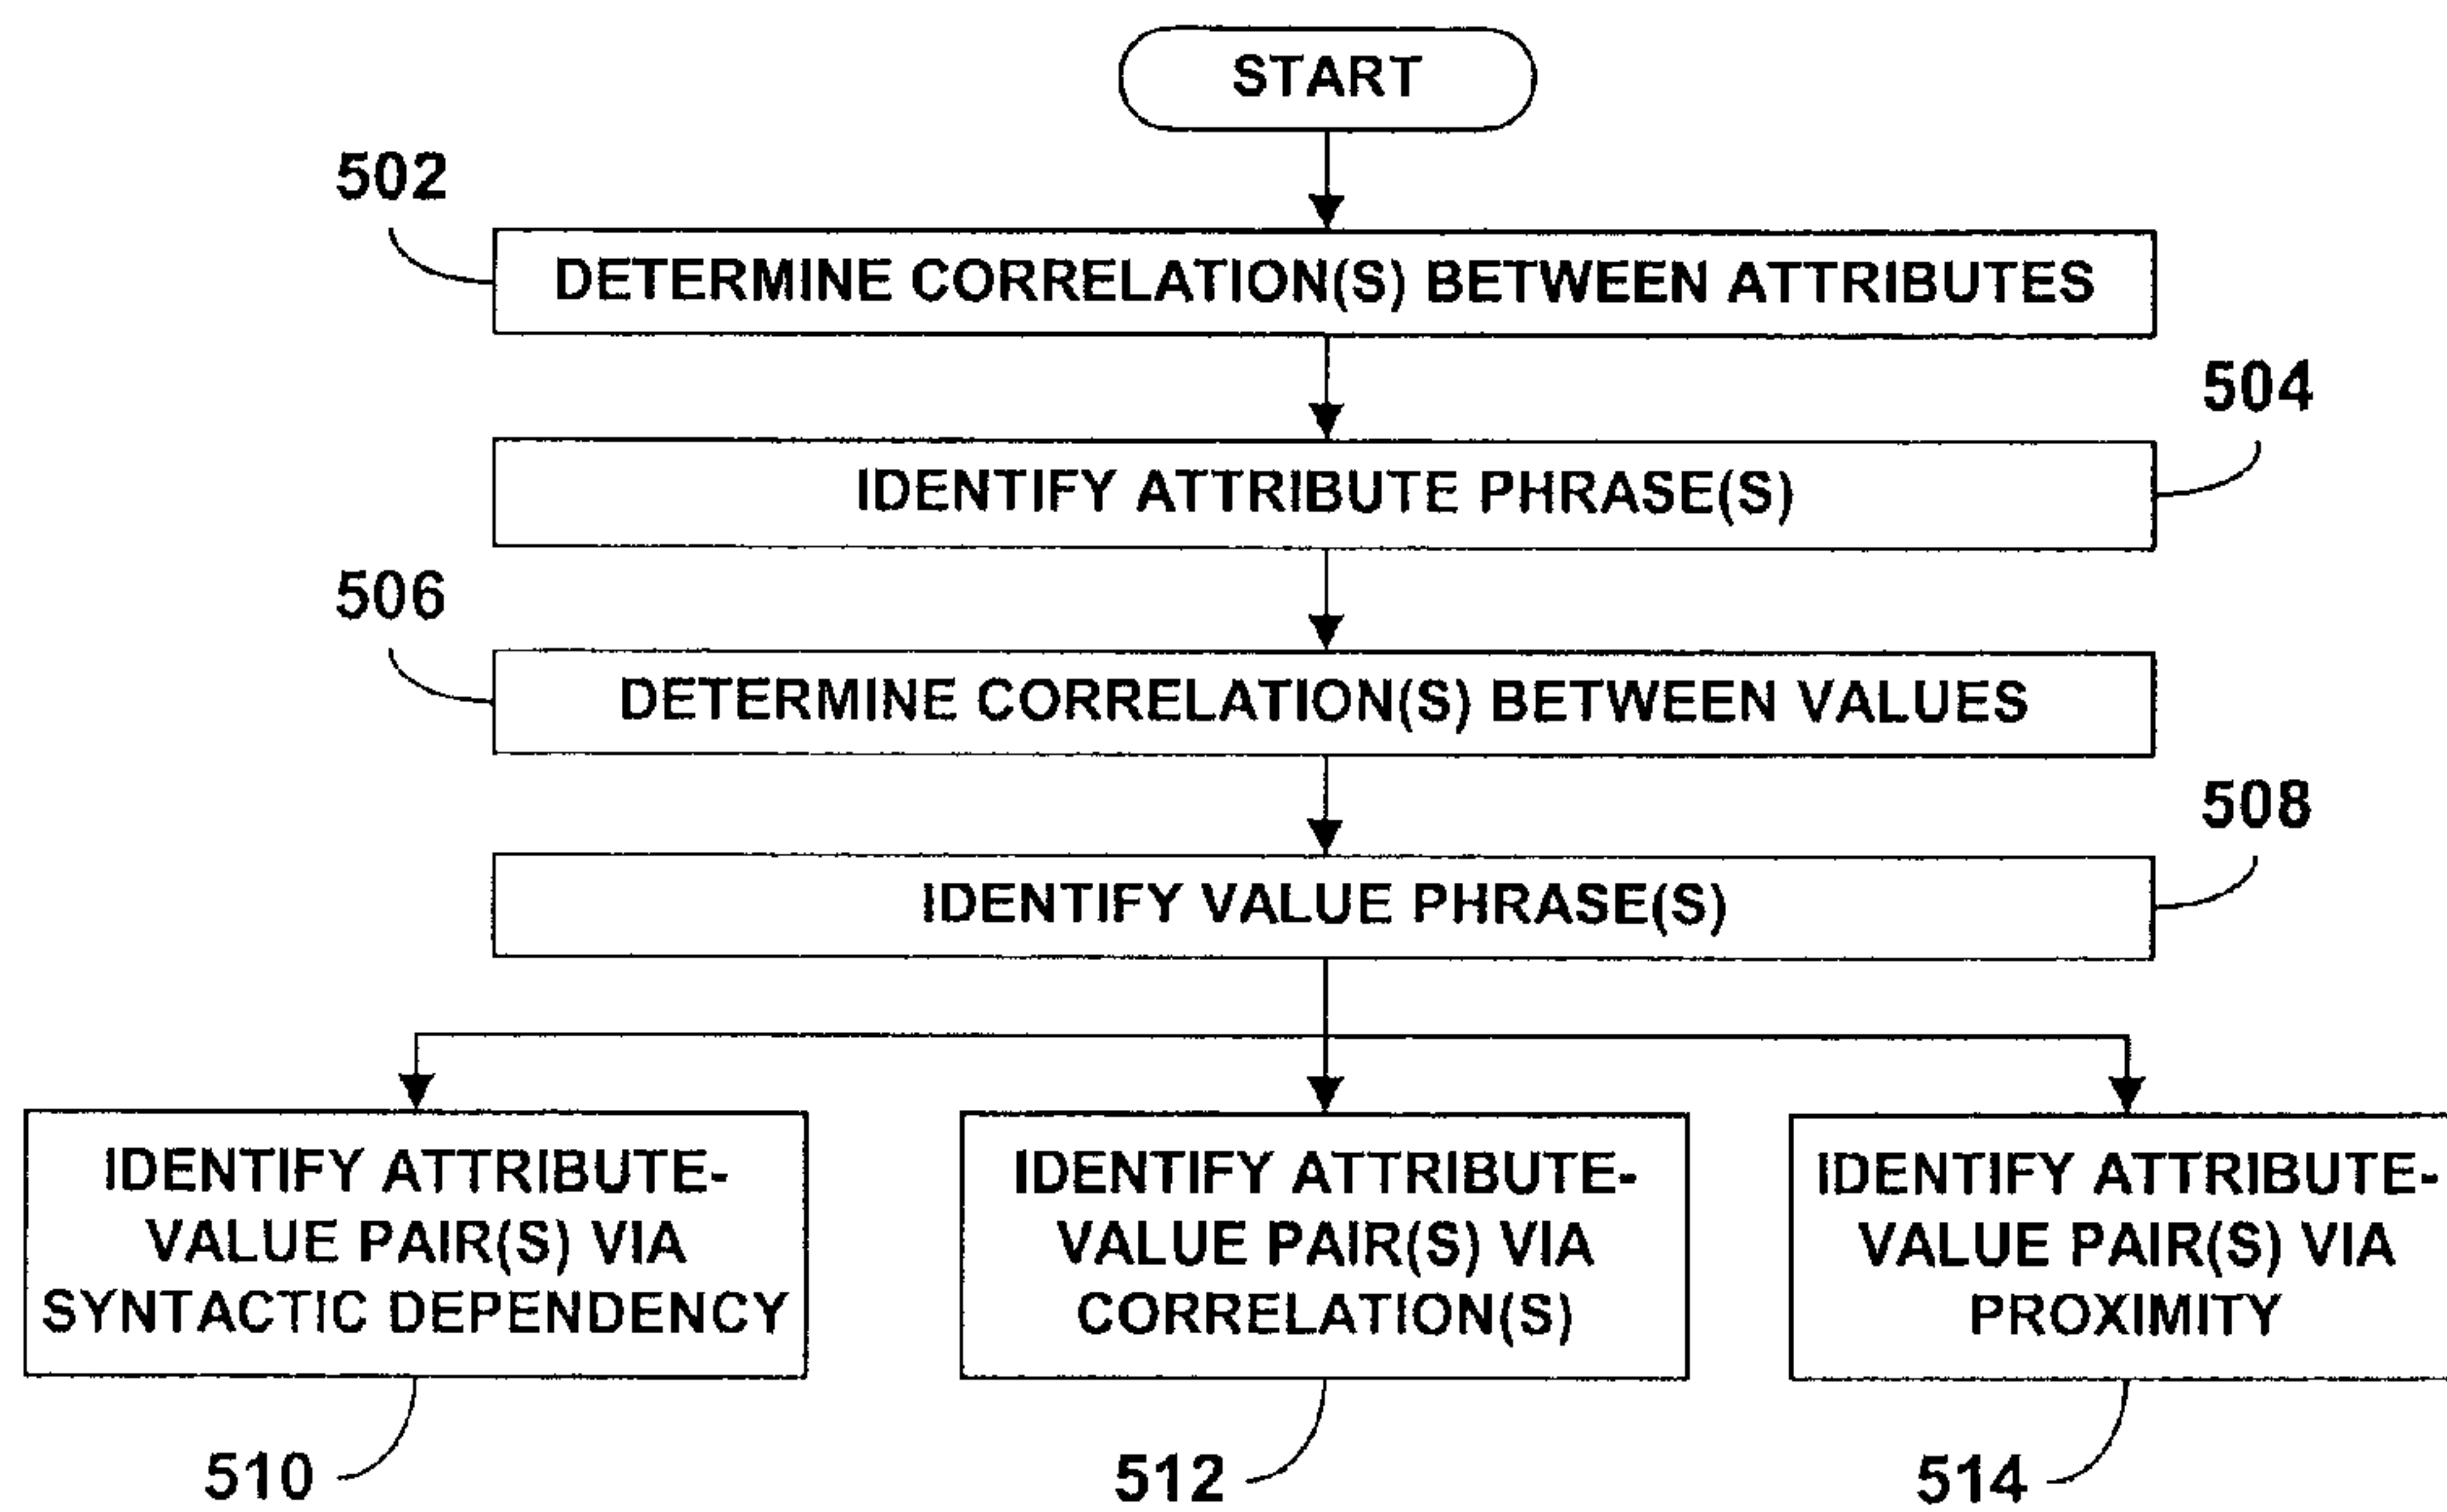 START
502
DETERMINE CORRELATION(S) BETWEEN ATTRIBUTES
504
IDENTIFY ATTRIBUTE PHRASE(S)
506
DETERMINE CORRELATION(S) BETWEEN VALUES
508
IDENTIFY VALUE PHRASE(S)
IDENTIFY ATTRIBUTE-
VALUE PAIR(S) VIA
SYNTACTIC DEPENDENCY
510
IDENTIFY ATTRIBUTE-
VALUE PAIR(S) VIA
CORRELATION(S)
512
IDENTIFY ATTRIBUTE-
VALUE PAIR(S) VIA
PROXIMITY
514